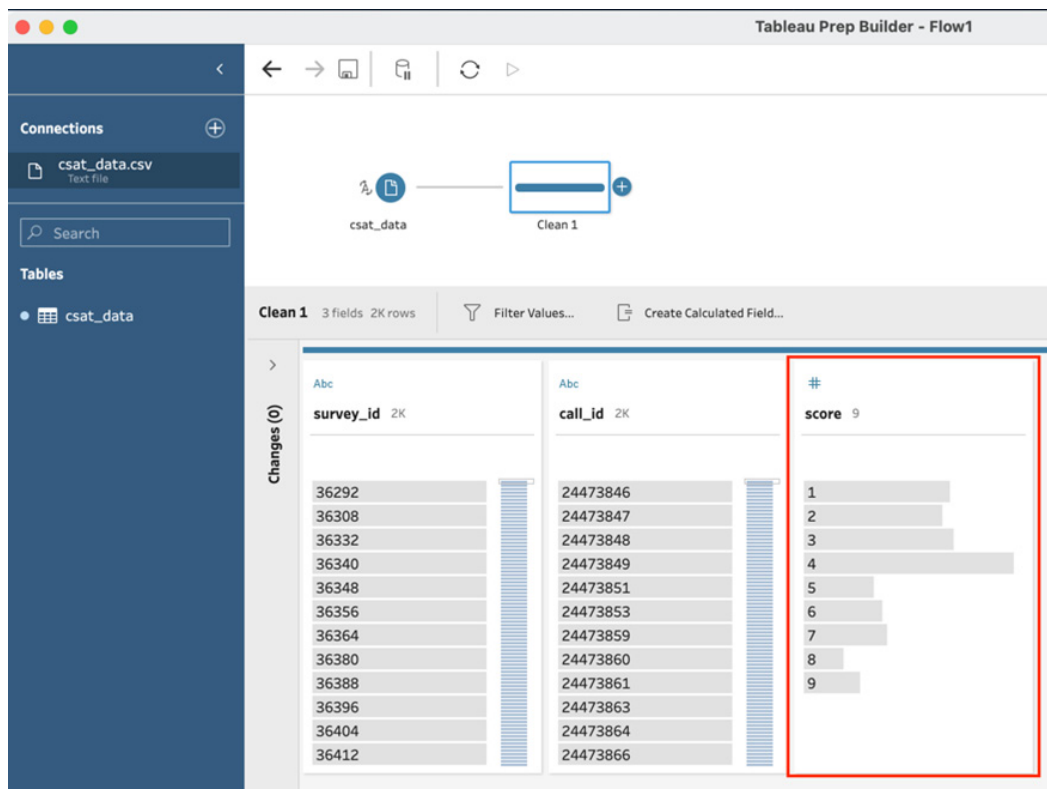 Tableau Prep Builder - Flow1
Connections
csat_data.csv
Text file
Search
Tables
csat_data
csat_data
Clean 1
Clean 1 3 fields 2K rows Filter Values... Create Calculated Field...
Changes (0)
Abc Abc #
survey_id 2K call_id 2K score 9
36292 24473846 1
36308 24473847 2
36332 24473848 3
36340 24473849 4
36348 24473851 5
36356 24473853 6
36364 24473859 7
36380 24473860 8
36388 24473861 9
36396 24473863
36404 24473864
36412 24473866